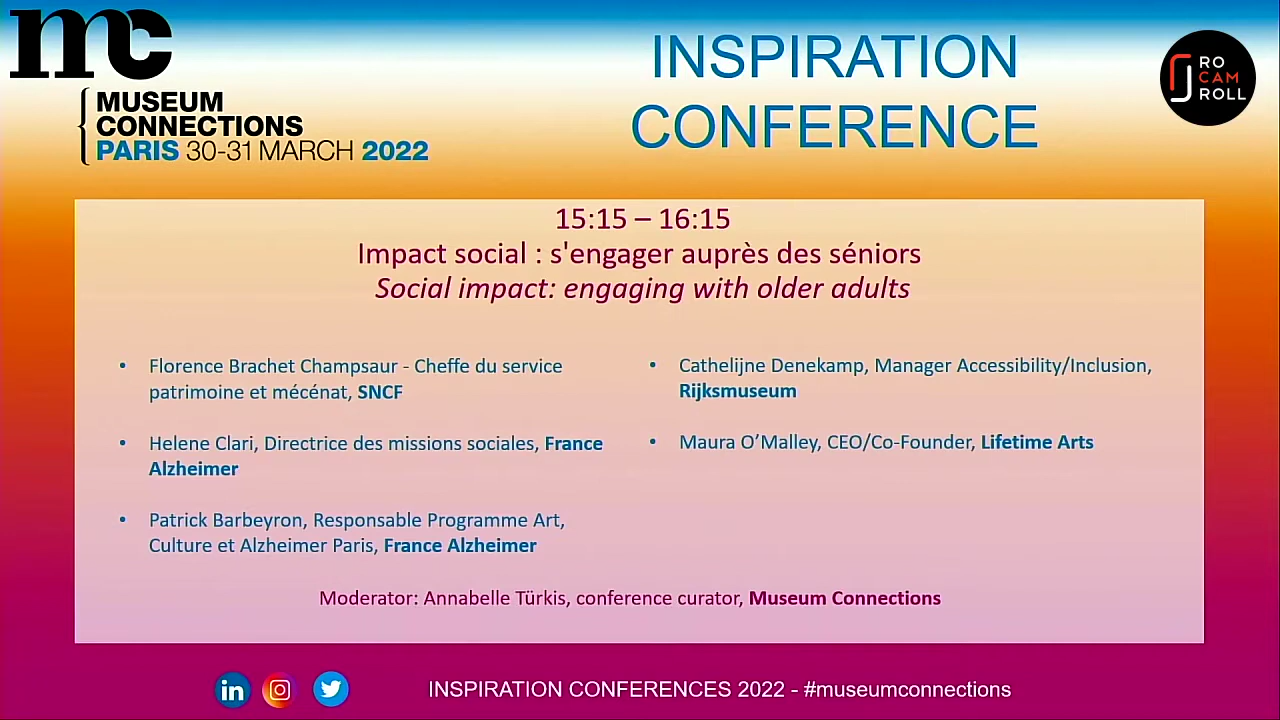 mc
MUSEUM
CONNECTIONS
PARIS 30-31 MARCH 2022
INSPIRATION
CONFERENCE
RO
CAM
ROLL
15:15 – 16:15
Impact social : s'engager auprès des séniors
Social impact: engaging with older adults
• Florence Brachet Champsaur - Cheffe du service
patrimoine et mécénat, SNCF
• Helene Clari, Directrice des missions sociales, France
Alzheimer
• Patrick Barbeyron, Responsable Programme Art,
Culture et Alzheimer Paris, France Alzheimer
• Cathelijne Denekamp, Manager Accessibility/Inclusion,
Rijksmuseum
• Maura O’Malley, CEO/Co-Founder, Lifetime Arts
Moderator: Annabelle Türkis, conference curator, Museum Connections
in
INSPIRATION CONFERENCES 2022 - #museumconnections